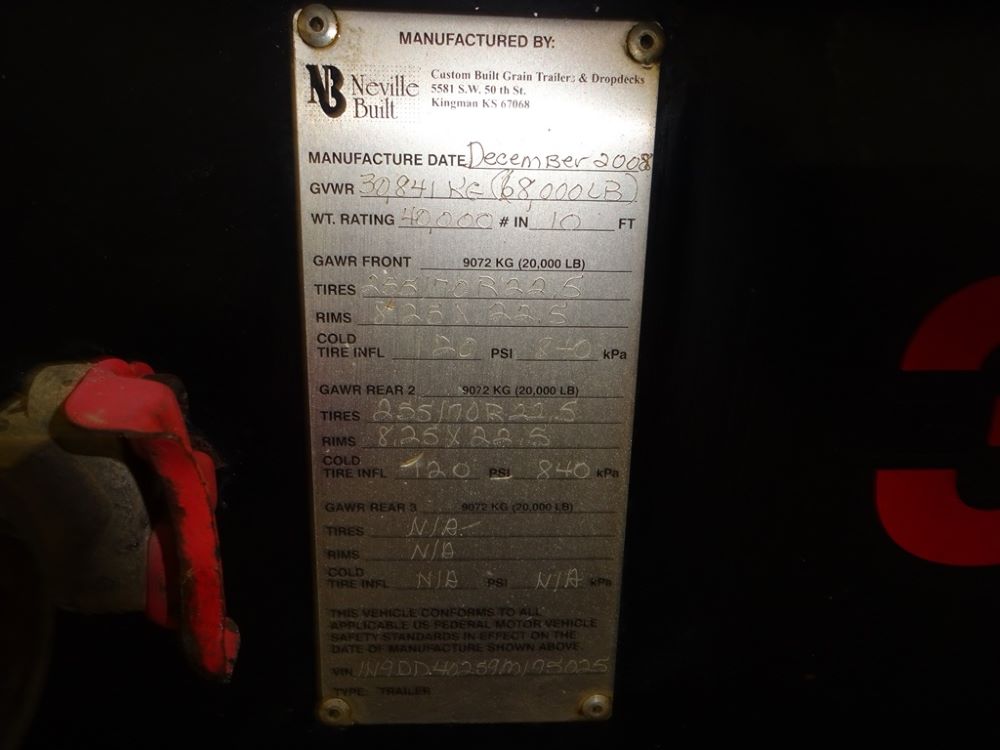 MANUFACTURED BY:
NB Neville Built
Custom Built Grain Trailers & Dropdecks
5581 S.W. 50 th St.
Kingman KS 67068
MANUFACTURE DATE December 2008
GVWR 30,841 KG (68,000 LB)
WT. RATING 40,000 # IN 10 FT
GAWR FRONT 9072 KG (20,000 LB)
TIRES 255/70R22.5
RIMS 8.25X22.5
COLD
TIRE INFL 120 PSI 840 kPa
GAWR REAR 2 9072 KG (20,000 LB)
TIRES 255/70R22.5
RIMS 8.25X22.5
COLD
TIRE INFL 120 PSI 840 kPa
GAWR REAR 3 9072 KG (20,000 LB)
TIRES N/A
RIMS N/A
COLD
TIRE INFL N/A PSI N/A kPa
THIS VEHICLE CONFORMS TO ALL
APPLICABLE US FEDERAL MOTOR VEHICLE
SAFETY STANDARDS IN EFFECT ON THE
DATE OF MANUFACTURE SHOWN ABOVE.
VIN
TYPE: TRAILER